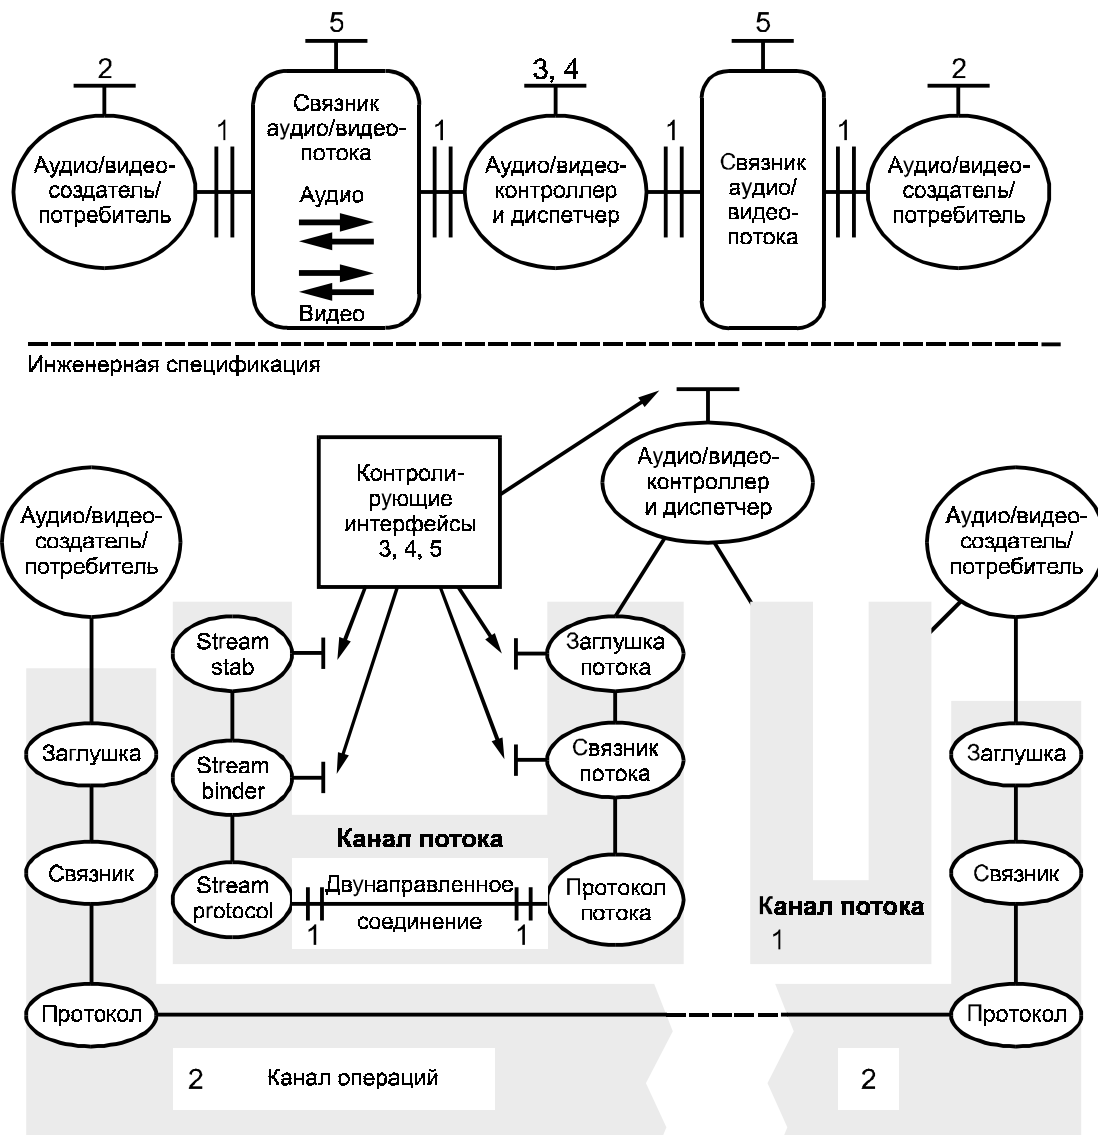 5
5
2
3, 4
2
1
1
1
1
Аудио/видео-
создатель/
потребитель
Связник
аудио/видео-
потока
Аудио
Видео
Аудио/видео-
контроллер
и диспетчер
Связник
аудио/
видео-
потока
Аудио/видео-
создатель/
потребитель
Инженерная спецификация
Контроли-
рующие
интерфейсы
3, 4, 5
Аудио/видео-
контроллер
и диспетчер
Аудио/видео-
создатель/
потребитель
Аудио/видео-
создатель/
потребитель
Stream
stab
Заглушка
потока
Заглушка
Stream
binder
Связник
потока
Заглушка
Канал потока
Связник
Stream
protocol
Двунаправленное
соединение
1
1
Протокол
потока
Канал потока
1
Связник
Протокол
Протокол
2
Канал операций
2